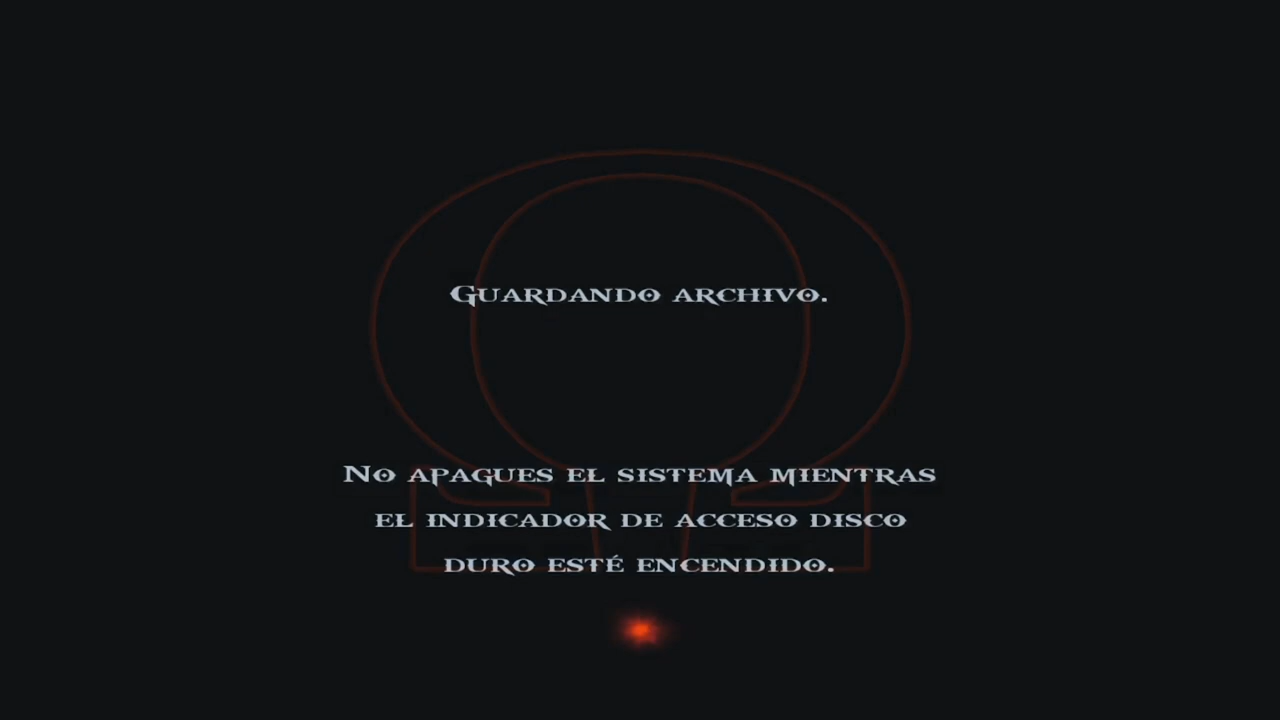 Guardando archivo.
No apagues el sistema mientras
el indicador de acceso disco
duro esté encendido.